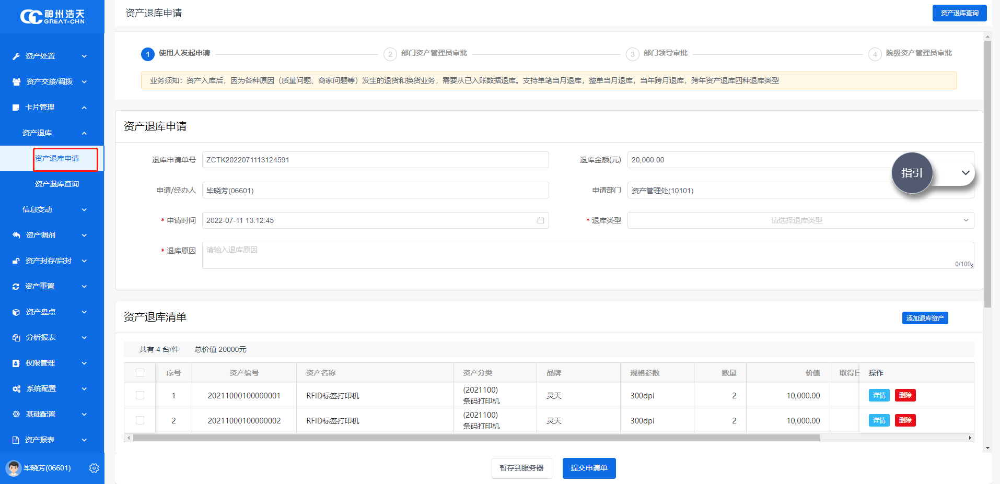 神州浩天
GREAT-CHN
资产处置
资产交接/调拨
卡片管理
资产退库
资产退库申请
资产退库查询
信息变动
资产调剂
资产封存/启封
资产重置
资产盘点
分析报表
权限管理
系统配置
基础配置
资产报表
毕晓芳(06601)
资产退库申请
资产退库查询
1 使用人发起申请
2 部门资产管理员审批
3 部门领导审批
4 院级资产管理员审批
业务须知：资产入库后，因为各种原因（质量问题、商家问题等）发生的退货和换货业务，需要从已入账数据退库。支持单笔当月退库，整单当月退库，当年跨月退库，跨年资产退库四种退库类型
资产退库申请
退库申请单号 ZCTK2022071113124591
退库金额(元) 20,000.00
指引
申请/经办人 毕晓芳(06601)
申请部门 资产管理处(10101)
* 申请时间 2022-07-11 13:12:45
* 退库类型 请选择退库类型
* 退库原因 请输入退库原因
0/100
资产退库清单
添加退库资产
共有 4 台/件 总价值 20000元
序号 资产编号 资产名称 资产分类 品牌 规格参数 数量 价值 取得日 操作
1 20211000100000001 RFID标签打印机 (2021100) 条码打印机 灵天 300dpi 2 10,000.00 详情 删除
2 20211000100000002 RFID标签打印机 (2021100) 条码打印机 灵天 300dpi 2 10,000.00 详情 删除
暂存到服务器
提交申请单